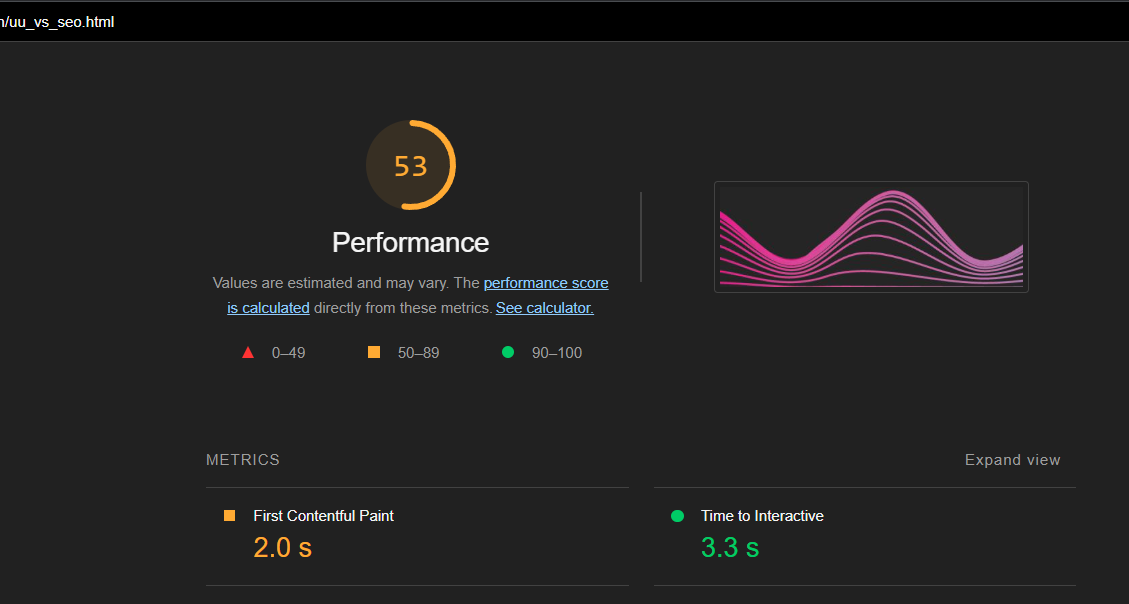 n/uu_vs_seo.html
53
Performance
Values are estimated and may vary. The performance score
is calculated directly from these metrics. See calculator.
0–49 50–89 90–100
METRICS Expand view
First Contentful Paint Time to Interactive
2.0 s 3.3 s